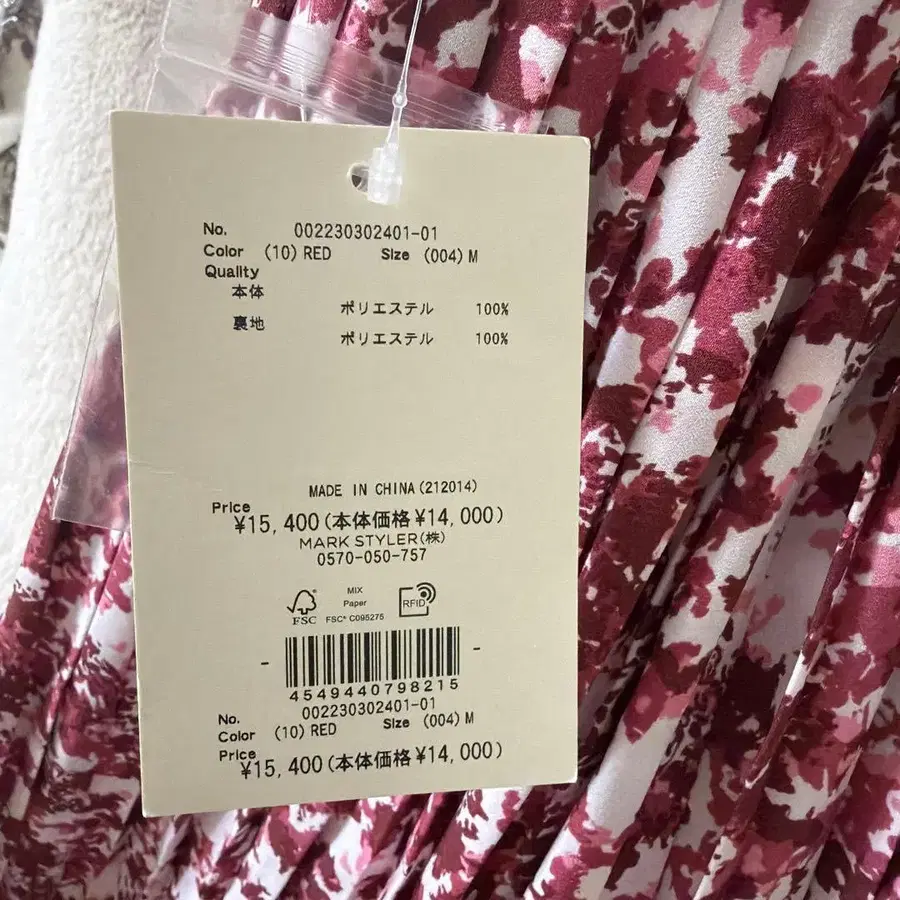 No. 002230302401-01
Color (10) RED Size (004) M
Quality
本体
ポリエステル 100%
裏地
ポリエステル 100%
MADE IN CHINA(212014)
Price
¥15,400(本体価格¥14,000)
MARK STYLER(株)
0570-050-757
MIX
Paper
FSC FSC® C095275
RFID
4549440798215
No. 002230302401-01
Color (10) RED Size (004) M
Price
¥15,400(本体価格¥14,000)